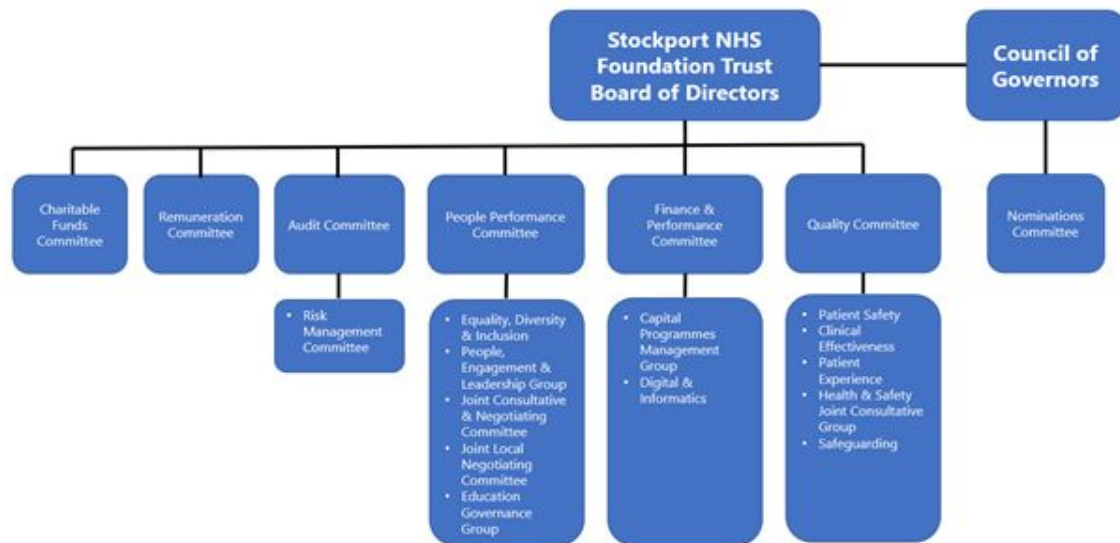 Stockport NHS
Foundation Trust
Board of Directors
Council of
Governors
Charitable
Funds
Committee
Remuneration
Committee
Audit Committee
People Performance
Committee
Finance &
Performance
Committee
Quality Committee
Nominations
Committee
• Risk
Management
Committee
• Equality, Diversity
& Inclusion
• People,
Engagement &
Leadership Group
• Joint Consultative
& Negotiating
Committee
• Joint Local
Negotiating
Committee
• Education
Governance
Group
• Capital
Programmes
Management
Group
• Digital &
Informatics
• Patient Safety
• Clinical
Effectiveness
• Patient
Experience
• Health & Safety
Joint Consultative
Group
• Safeguarding